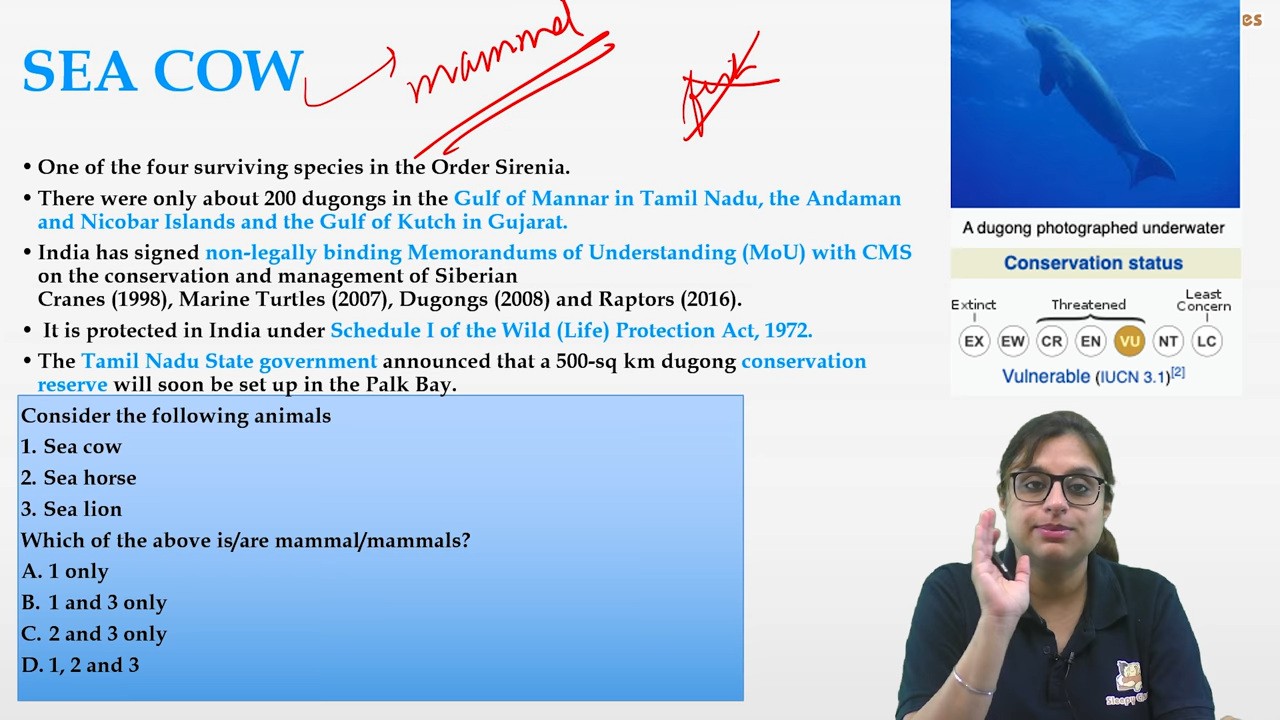 es
SEA COW
mammal
• One of the four surviving species in the Order Sirenia.
• There were only about 200 dugongs in the Gulf of Mannar in Tamil Nadu, the Andaman
and Nicobar Islands and the Gulf of Kutch in Gujarat.
• India has signed non-legally binding Memorandums of Understanding (MoU) with CMS
on the conservation and management of Siberian
Cranes (1998), Marine Turtles (2007), Dugongs (2008) and Raptors (2016).
• It is protected in India under Schedule I of the Wild (Life) Protection Act, 1972.
• The Tamil Nadu State government announced that a 500-sq km dugong conservation
reserve will soon be set up in the Palk Bay.
Consider the following animals
1. Sea cow
2. Sea horse
3. Sea lion
Which of the above is/are mammal/mammals?
A. 1 only
B. 1 and 3 only
C. 2 and 3 only
D. 1, 2 and 3
A dugong photographed underwater
Conservation status
Extinct Threatened Least Concern
EX EW CR EN VU NT LC
Vulnerable (IUCN 3.1)[2]
Sleepy